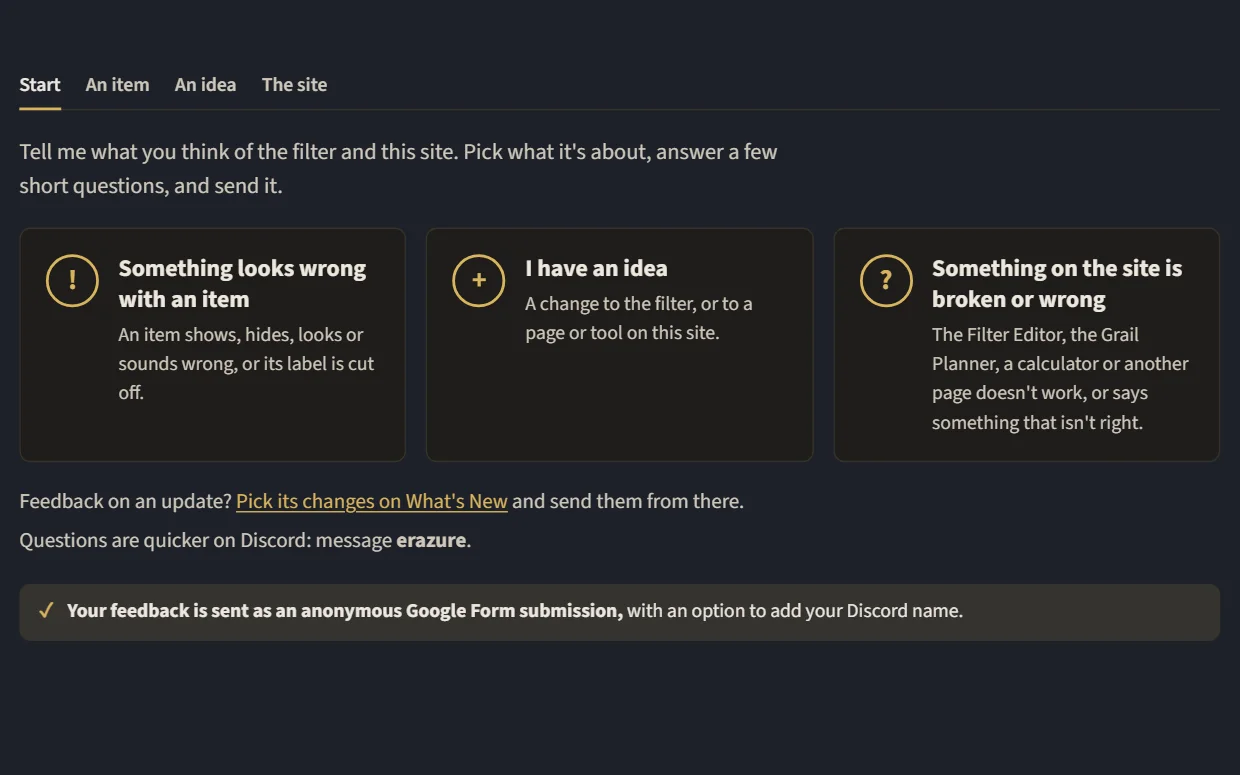 Start
An item
An idea
The site
Tell me what you think of the filter and this site. Pick what it's about, answer a few
short questions, and send it.
!
Something looks wrong
with an item
An item shows, hides, looks or
sounds wrong, or its label is cut
off.
+
I have an idea
A change to the filter, or to a
page or tool on this site.
?
Something on the site is
broken or wrong
The Filter Editor, the Grail
Planner, a calculator or another
page doesn't work, or says
something that isn't right.
Feedback on an update? Pick its changes on What's New and send them from there.
Questions are quicker on Discord: message erazure.
✓ Your feedback is sent as an anonymous Google Form submission, with an option to add your Discord name.